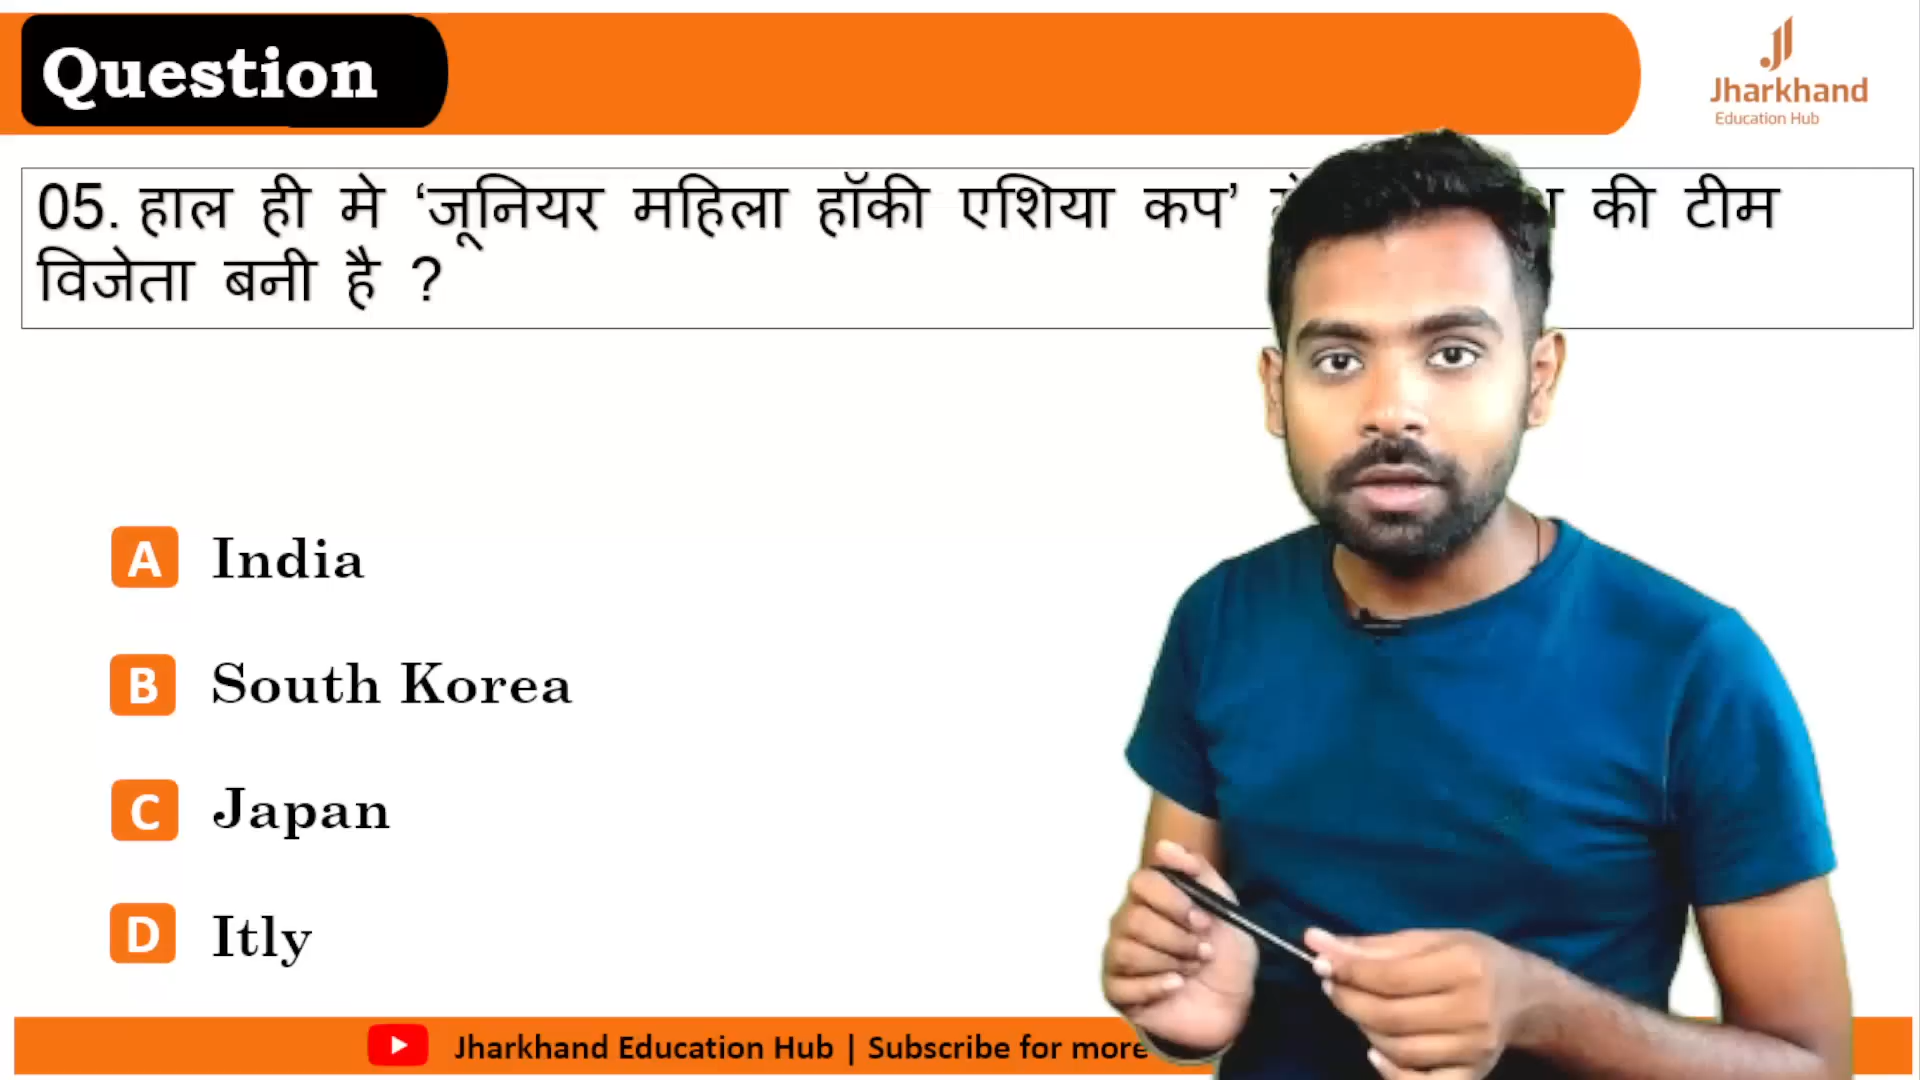 Question
Jharkhand
Education Hub
05. हाल ही मे ‘जूनियर महिला हॉकी एशिया कप’ की टीम
विजेता बनी है ?
A India
B South Korea
C Japan
D Itly
Jharkhand Education Hub | Subscribe for more